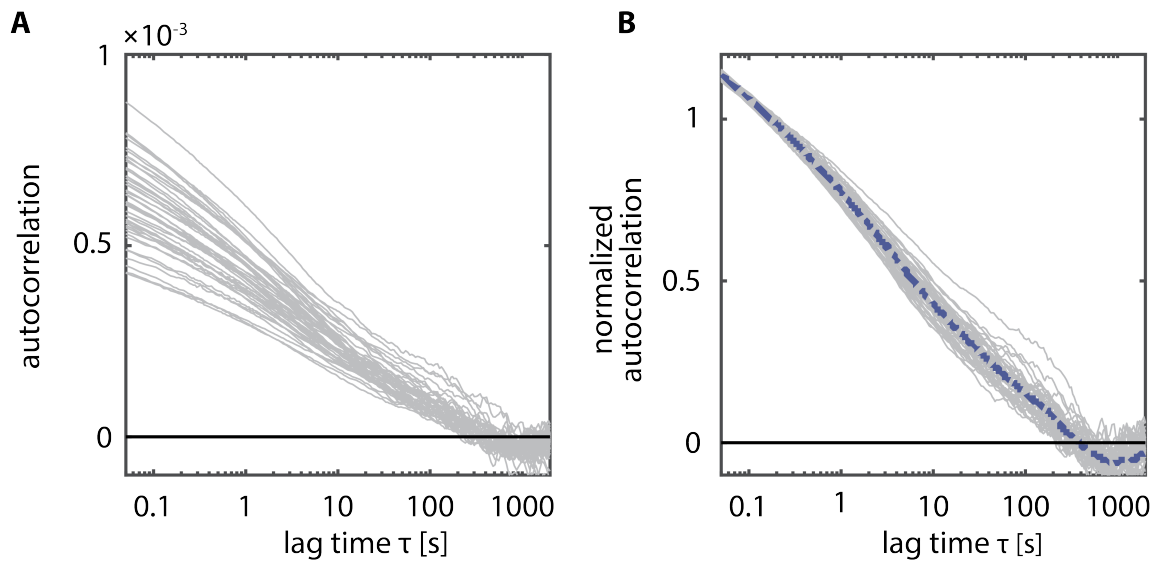 A
×10-3
1
0.5
0
autocorrelation
0.1 1 10 100 1000
lag time τ [s]
B
1
0.5
0
normalized
autocorrelation
0.1 1 10 100 1000
lag time τ [s]